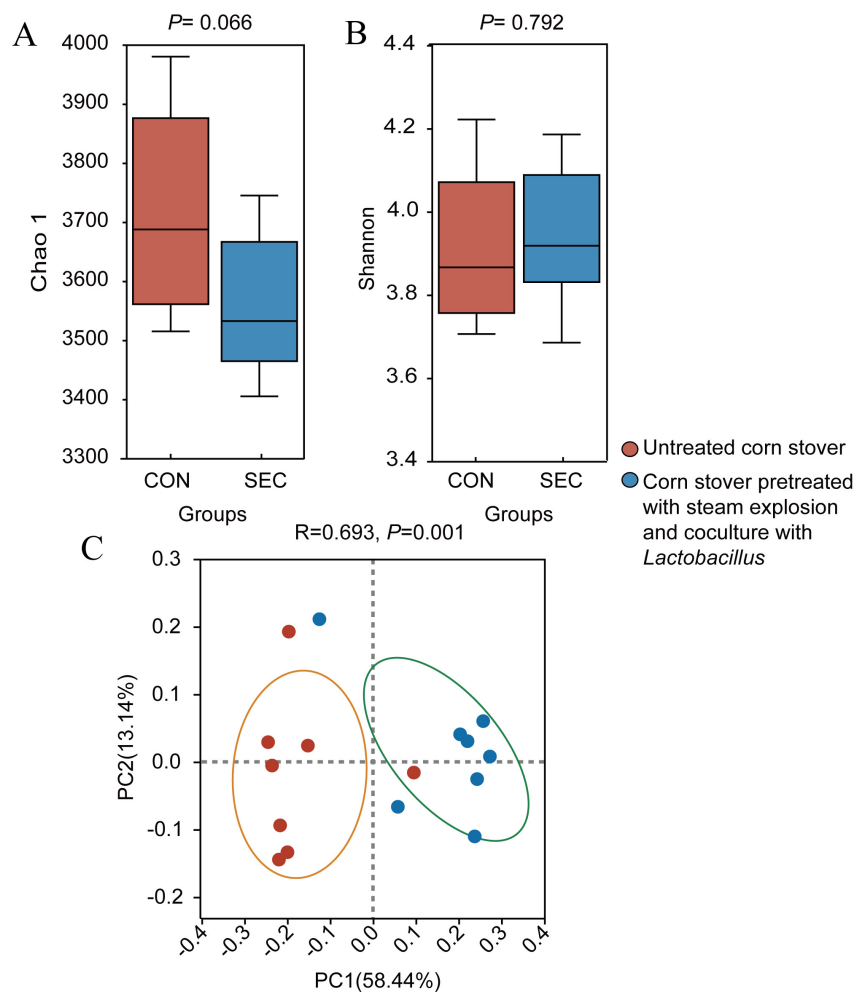 A
P= 0.066
4000
3900
3800
3700
3600
3500
3400
3300
Chao 1
CON
SEC
Groups
B
P= 0.792
4.4
4.2
4.0
3.8
3.6
3.4
Shannon
CON
SEC
Groups
Untreated corn stover
Corn stover pretreated
with steam explosion
and coculture with
Lactobacillus
C
R=0.693, P=0.001
0.3
0.2
0.1
0.0
-0.1
-0.2
PC2(13.14%)
-0.4
-0.3
-0.2
-0.1
0.0
0.1
0.2
0.3
0.4
PC1(58.44%)